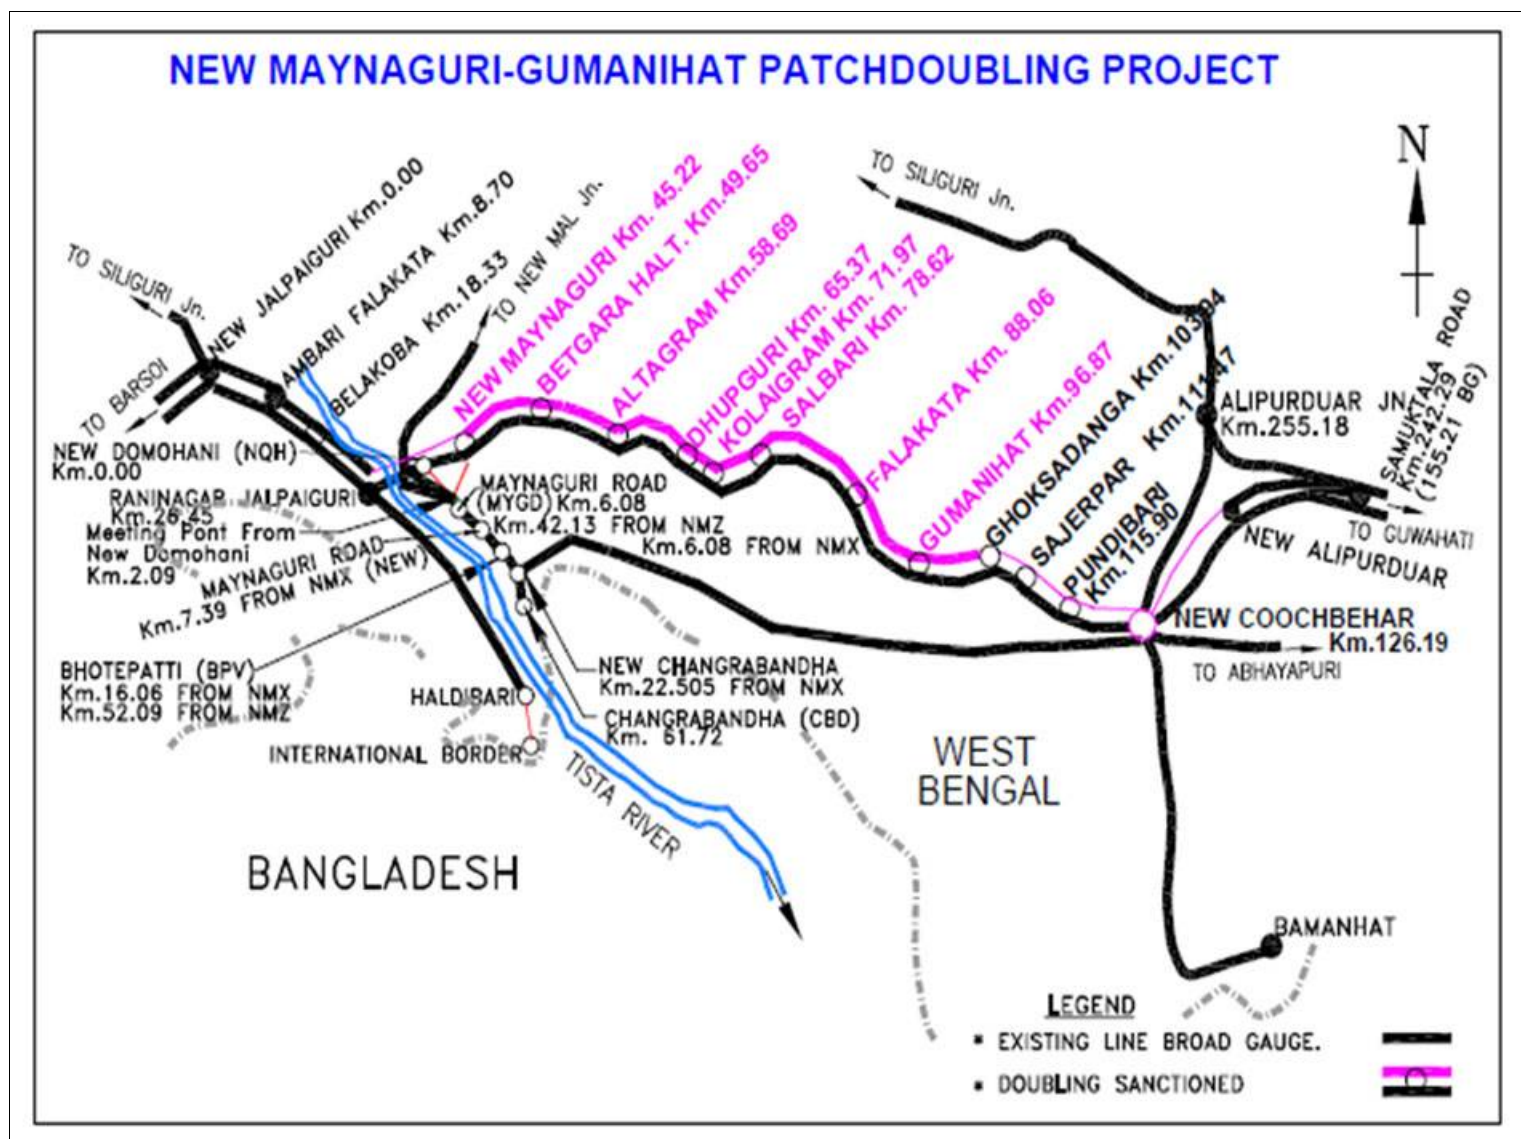 NEW MAYNAGURI-GUMANIHAT PATCHDOUBLING PROJECT
N
TO SILIGURI Jn.
TO BARSOI
NEW JALPAIGURI Km.0.00
AMBARI FALAKATA Km.8.70
BELAKOBA Km.18.33
TO NEW MAL Jn.
NEW MAYNAGURI Km. 45.22
BETGARA HALT. Km.49.65
ALTAGRAM Km.58.69
DHUPGURI Km. 65.37
KOLAIGRAM Km. 71.97
SALBARI Km. 78.62
FALAKATA Km. 88.06
GUMANIHAT Km.96.87
GHOKSADANGA Km.103.94
SAJERPAR Km.111.47
PUNDIBARI
Km.115.90
TO SILIGURI Jn.
ALIPURDUAR JN.
Km.255.18
SAMUKTALA ROAD
Km.242.29
(155.21 BG)
TO GUWAHATI
NEW ALIPURDUAR
NEW COOCHBEHAR
Km.126.19
TO ABHAYAPURI
NEW DOMOHANI (NQH)
Km.0.00
RANINAGAR JALPAIGURI
Km.26.45
Meeting Pont From
New Domohani
Km.2.09
MAYNAGURI ROAD
Km.7.39 FROM NMX (NEW)
MAYNAGURI ROAD
(MYGD) Km.6.08
Km.42.13 FROM NMZ
Km.6.08 FROM NMX
BHOTEPATTI (BPV)
Km.16.06 FROM NMX
Km.52.09 FROM NMZ
HALDIBARI
INTERNATIONAL BORDER
NEW CHANGRABANDHA
Km.22.505 FROM NMX
CHANGRABANDHA (CBD)
Km. 61.72
TISTA RIVER
WEST
BENGAL
BANGLADESH
BAMANHAT
LEGEND
EXISTING LINE BROAD GAUGE.
DOUBLING SANCTIONED